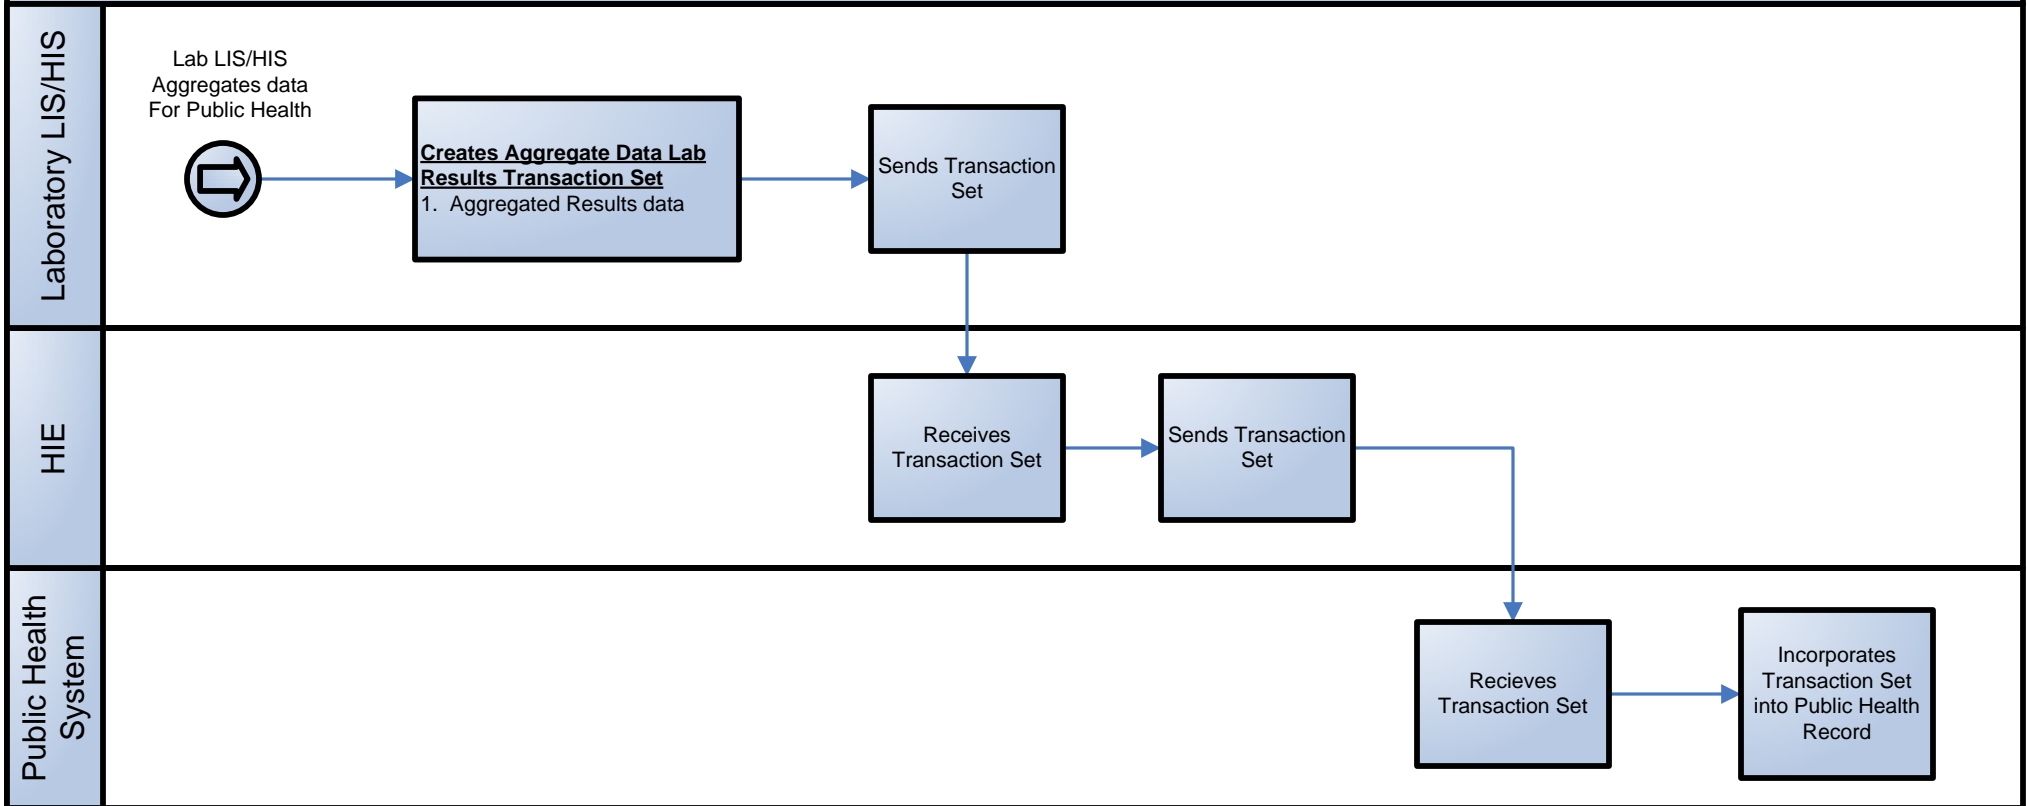 Laboratory LIS/HIS
Lab LIS/HIS
Aggregates data
For Public Health
Creates Aggregate Data Lab
Results Transaction Set
1. Aggregated Results data
Sends Transaction
Set
HIE
Receives
Transaction Set
Sends Transaction
Set
Public Health
System
Recieves
Transaction Set
Incorporates
Transaction Set
into Public Health
Record